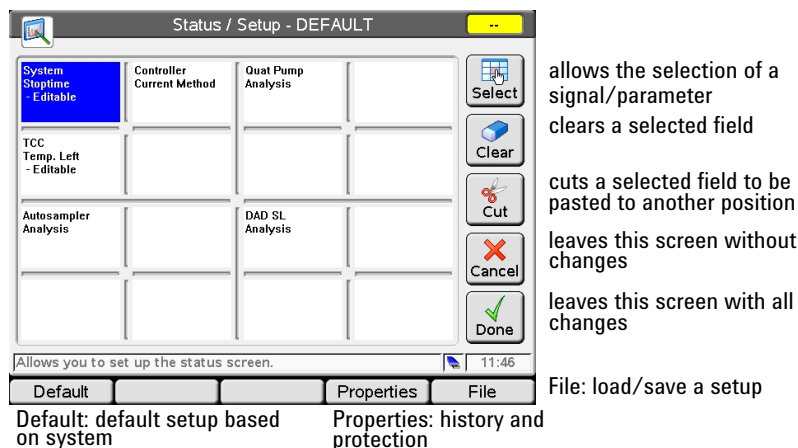 Status / Setup - DEFAULT
--
System
Stoptime
- Editable
Controller
Current Method
Quat Pump
Analysis
TCC
Temp. Left
- Editable
Autosampler
Analysis
DAD SL
Analysis
Select
Clear
Cut
Cancel
Done
Allows you to set up the status screen.
11:46
Default
Properties
File
allows the selection of a
signal/parameter
clears a selected field
cuts a selected field to be
pasted to another position
leaves this screen without
changes
leaves this screen with all
changes
File: load/save a setup
Default: default setup based
on system
Properties: history and
protection